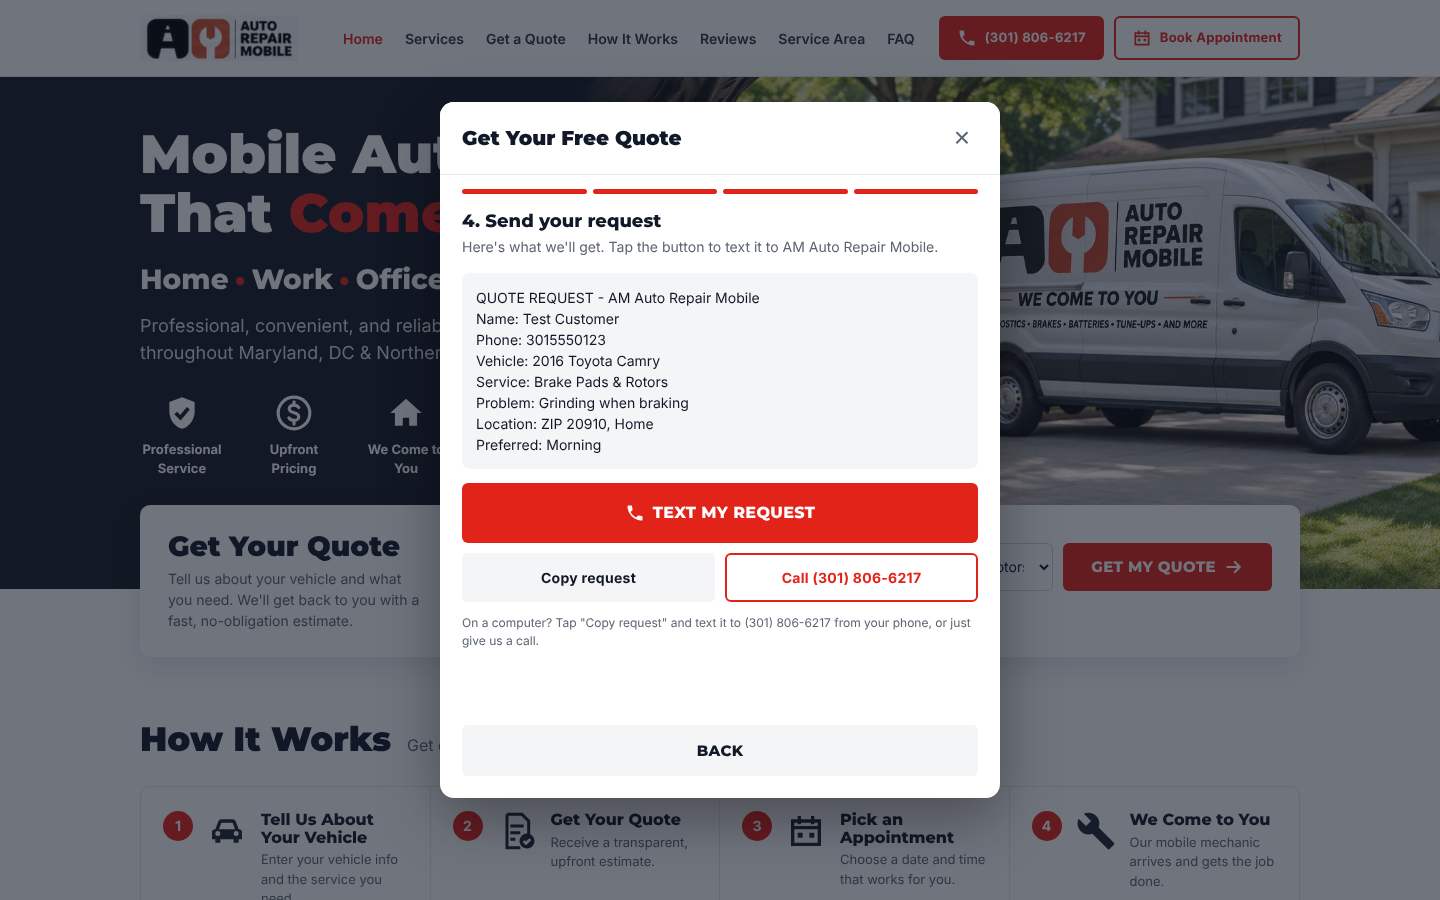 AUTO
REPAIR
MOBILE
Home
Services
Get a Quote
How It Works
Reviews
Service Area
FAQ
(301) 806-6217
Book Appointment
Mobile Aut
That Come
Home • Work • Office
Professional, convenient, and reliab
throughout Maryland, DC & Norther
Professional
Service
Upfront
Pricing
We Come to
You
AUTO
REPAIR
MOBILE
WE COME TO YOU
OSTICS • BRAKES • BATTERIES • TUNE-UPS • AND MORE
Get Your Free Quote
4. Send your request
Here's what we'll get. Tap the button to text it to AM Auto Repair Mobile.
QUOTE REQUEST - AM Auto Repair Mobile
Name: Test Customer
Phone: 3015550123
Vehicle: 2016 Toyota Camry
Service: Brake Pads & Rotors
Problem: Grinding when braking
Location: ZIP 20910, Home
Preferred: Morning
TEXT MY REQUEST
Copy request
Call (301) 806-6217
On a computer? Tap "Copy request" and text it to (301) 806-6217 from your phone, or just
give us a call.
BACK
Get Your Quote
Tell us about your vehicle and what
you need. We'll get back to you with a
fast, no-obligation estimate.
GET MY QUOTE
How It Works
Get
1
Tell Us About
Your Vehicle
Enter your vehicle info
and the service you
need.
2
Get Your Quote
Receive a transparent,
upfront estimate.
3
Pick an
Appointment
Choose a date and time
that works for you.
4
We Come to You
Our mobile mechanic
arrives and gets the job
done.